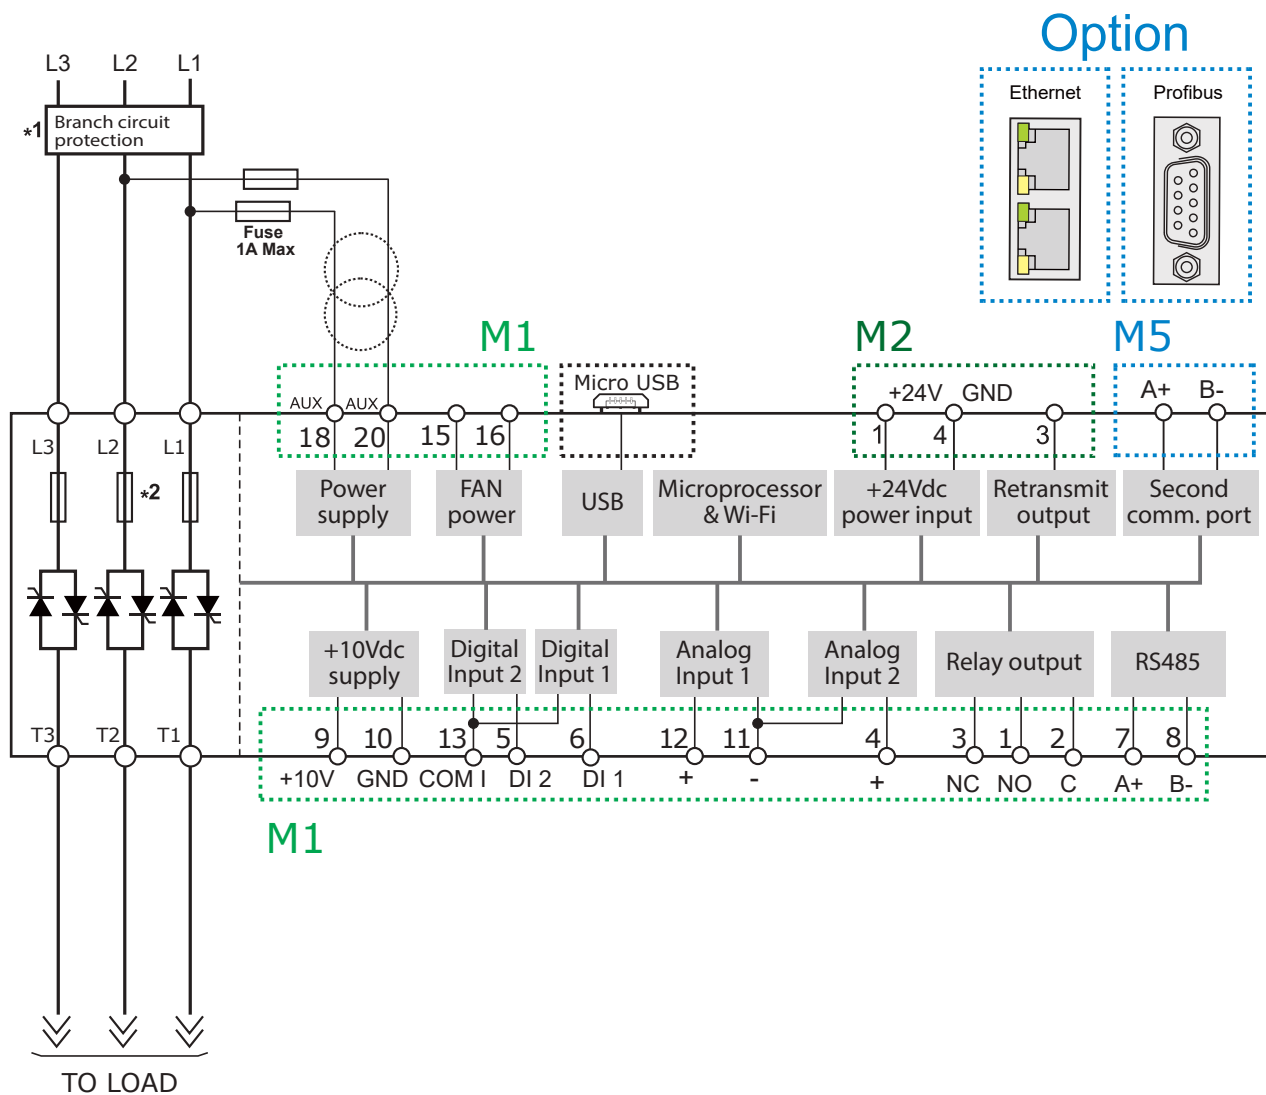 Option
Ethernet
Profibus
L3 L2 L1
*1
Branch circuit
protection
Fuse
1A Max
M1
M2
M5
Micro USB
AUX AUX
18 20 15 16
+24V GND
1 4 3
A+ B-
L3 L2 L1
*2
Power
supply
FAN
power
USB
Microprocessor
& Wi-Fi
+24Vdc
power input
Retransmit
output
Second
comm. port
+10Vdc
supply
Digital
Input 2
Digital
Input 1
Analog
Input 1
Analog
Input 2
Relay output
RS485
T3 T2 T1
9 10 13 5 6 12 11 4 3 1 2 7 8
+10V GND COM I DI 2 DI 1 + - + NC NO C A+ B-
M1
TO LOAD